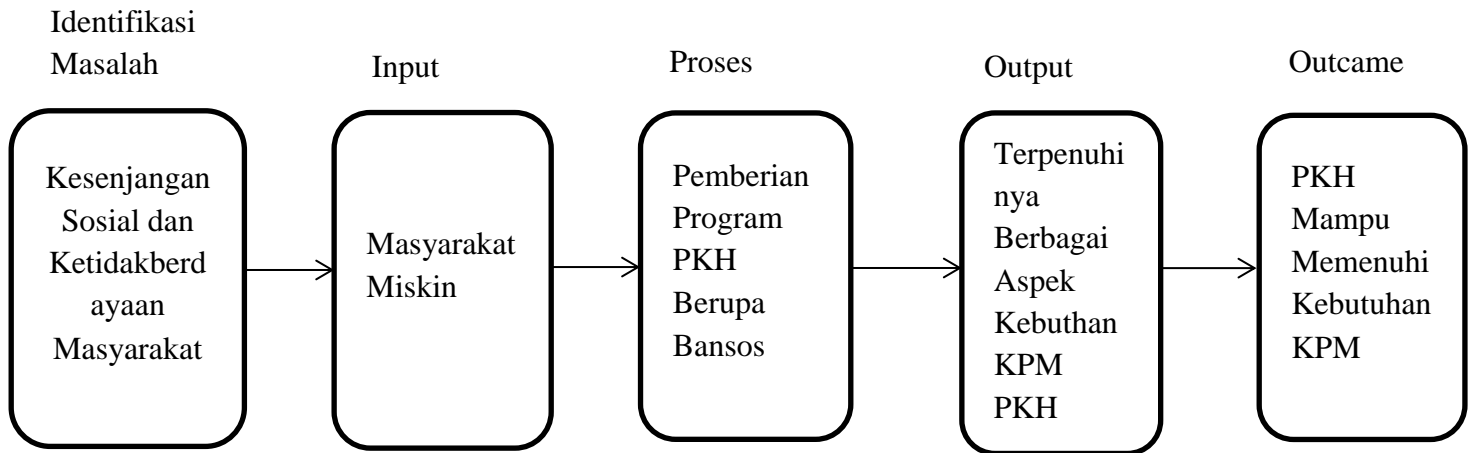 Identifikasi
Masalah
Input
Proses
Output
Outcame
Kesenjangan
Sosial dan
Ketidakberd
ayaan
Masyarakat
Masyarakat
Miskin
Pemberian
Program
PKH
Berupa
Bansos
Terpenuhi
nya
Berbagai
Aspek
Kebuthan
KPM
PKH
PKH
Mampu
Memenuhi
Kebutuhan
KPM